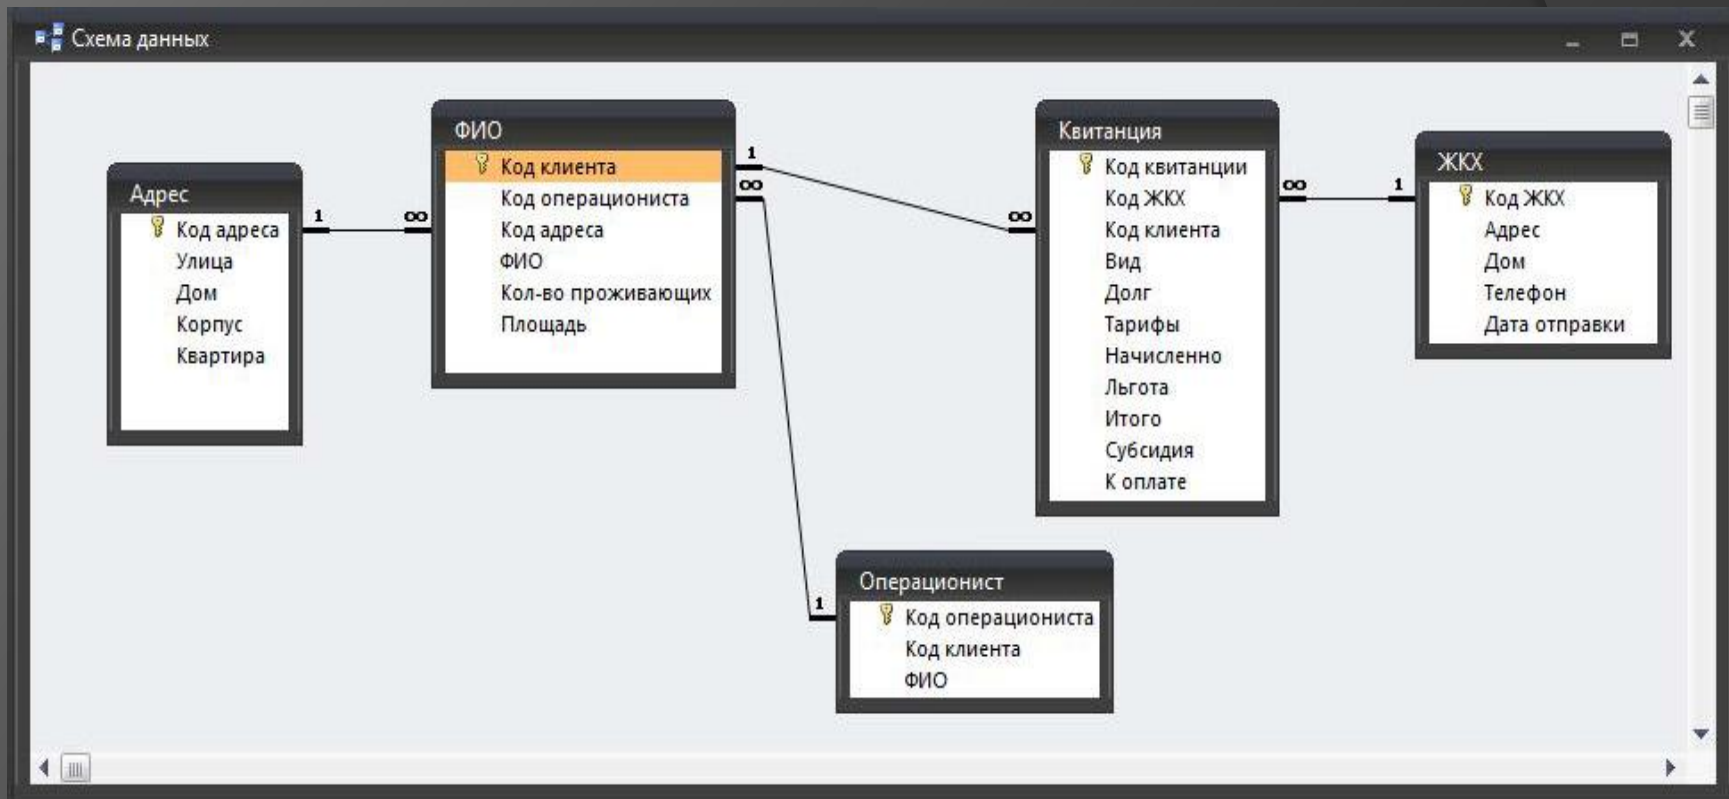 Схема данных
Адрес
Код адреса
Улица
Дом
Корпус
Квартира
ФИО
Код клиента
Код операциониста
Код адреса
ФИО
Кол-во проживающих
Площадь
Квитанция
Код квитанции
Код ЖКХ
Код клиента
Вид
Долг
Тарифы
Начисленно
Льгота
Итого
Субсидия
К оплате
ЖКХ
Код ЖКХ
Адрес
Дом
Телефон
Дата отправки
Операционист
Код операциониста
Код клиента
ФИО
1
∞
1
∞
∞
∞
1
1